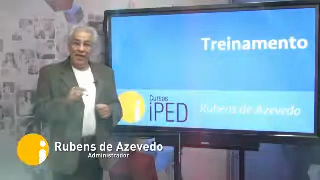 Treinamento
Cursos
iPED
Rubens de Azevedo
Rubens de Azevedo
Administrador